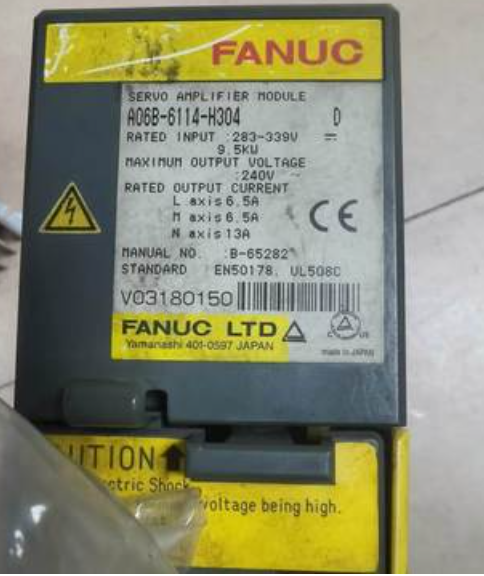 FANUC
SERVO AMPLIFIER MODULE
A06B-6114-H304 D
RATED INPUT :283-339V ⎓
9.5KW
MAXIMUM OUTPUT VOLTAGE
:240V ~
RATED OUTPUT CURRENT
L axis 6.5A
M axis 6.5A
N axis 13A
CE
MANUAL NO. :B-65282
STANDARD EN50178. UL508C
V03180150
FANUC LTD
Yamanashi 401-0597 JAPAN
C US
made in JAPAN
UTION
ctric Shock
voltage being high.